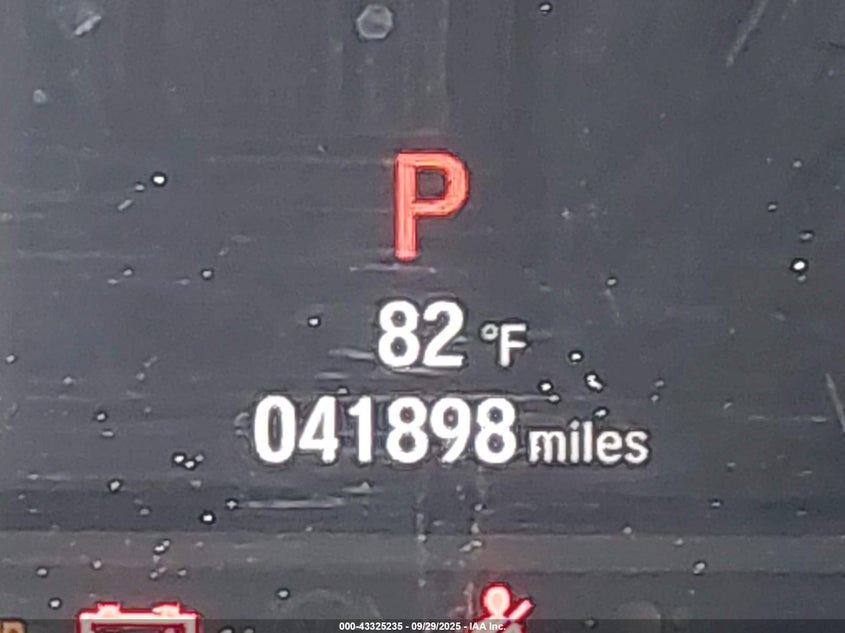 P
82 °F
041898 miles
000-43325235 - 09/29/2025 - IAA Inc.